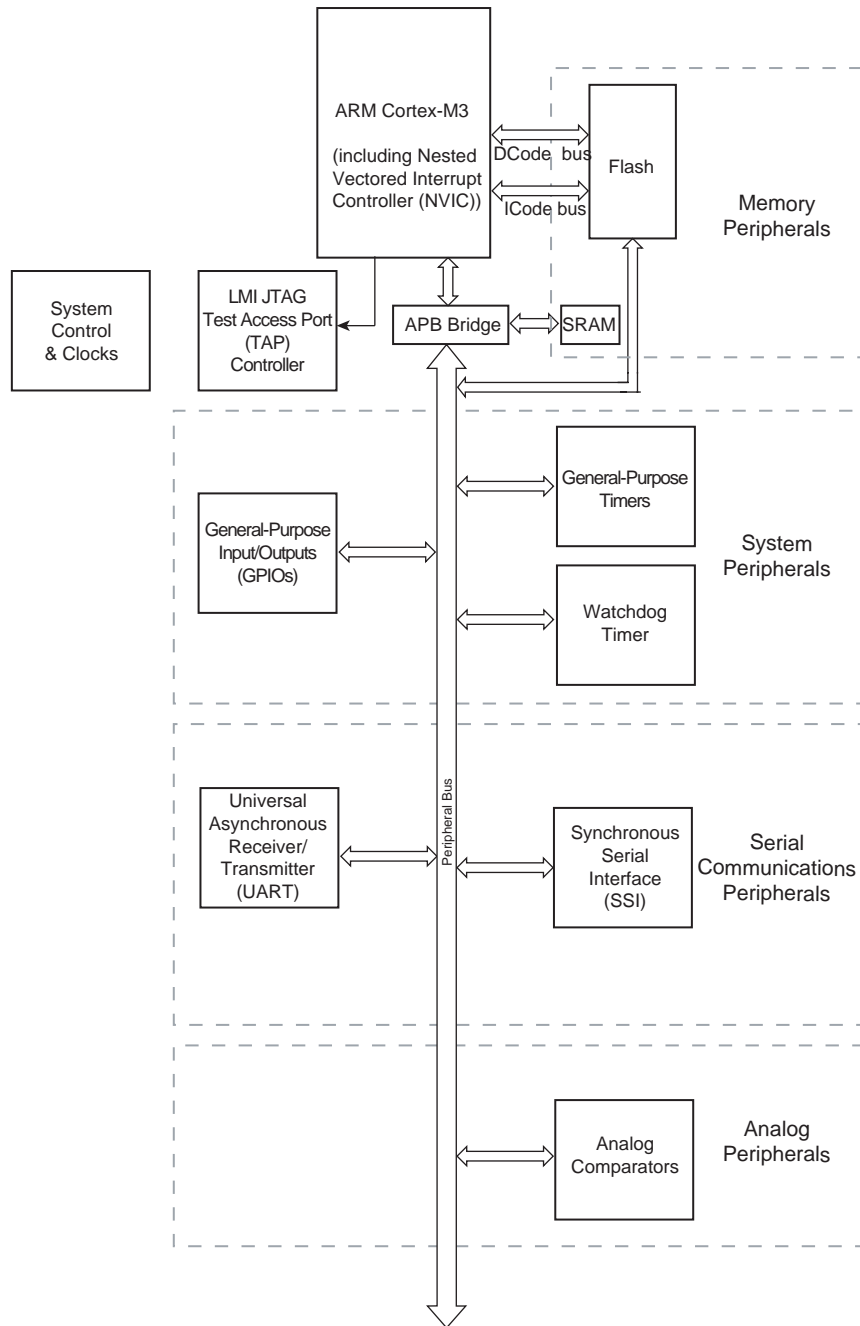 ARM Cortex-M3
(including Nested
Vectored Interrupt
Controller (NVIC))
DCode bus
ICode bus
Flash
Memory
Peripherals
System
Control
& Clocks
LMI JTAG
Test Access Port
(TAP)
Controller
APB Bridge
SRAM
General-Purpose
Timers
General-Purpose
Input/Outputs
(GPIOs)
System
Peripherals
Watchdog
Timer
Peripheral Bus
Universal
Asynchronous
Receiver/
Transmitter
(UART)
Synchronous
Serial
Interface
(SSI)
Serial
Communications
Peripherals
Analog
Comparators
Analog
Peripherals